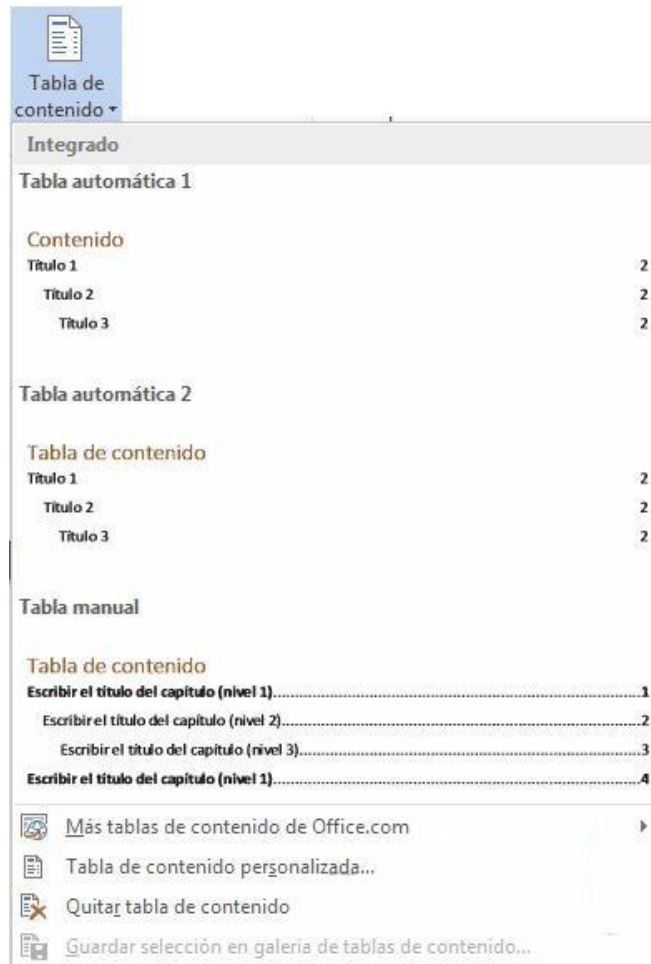 Tabla de
contenido
Integrado
Tabla automática 1
Contenido
Título 1 2
Título 2 2
Título 3 2
Tabla automática 2
Tabla de contenido
Título 1 2
Título 2 2
Título 3 2
Tabla manual
Tabla de contenido
Escribir el título del capítulo (nivel 1)........1
Escribir el título del capítulo (nivel 2)........2
Escribir el título del capítulo (nivel 3)........3
Escribir el título del capítulo (nivel 1)........4
Más tablas de contenido de Office.com
Tabla de contenido personalizada...
Quitar tabla de contenido
Guardar selección en galería de tablas de contenido...